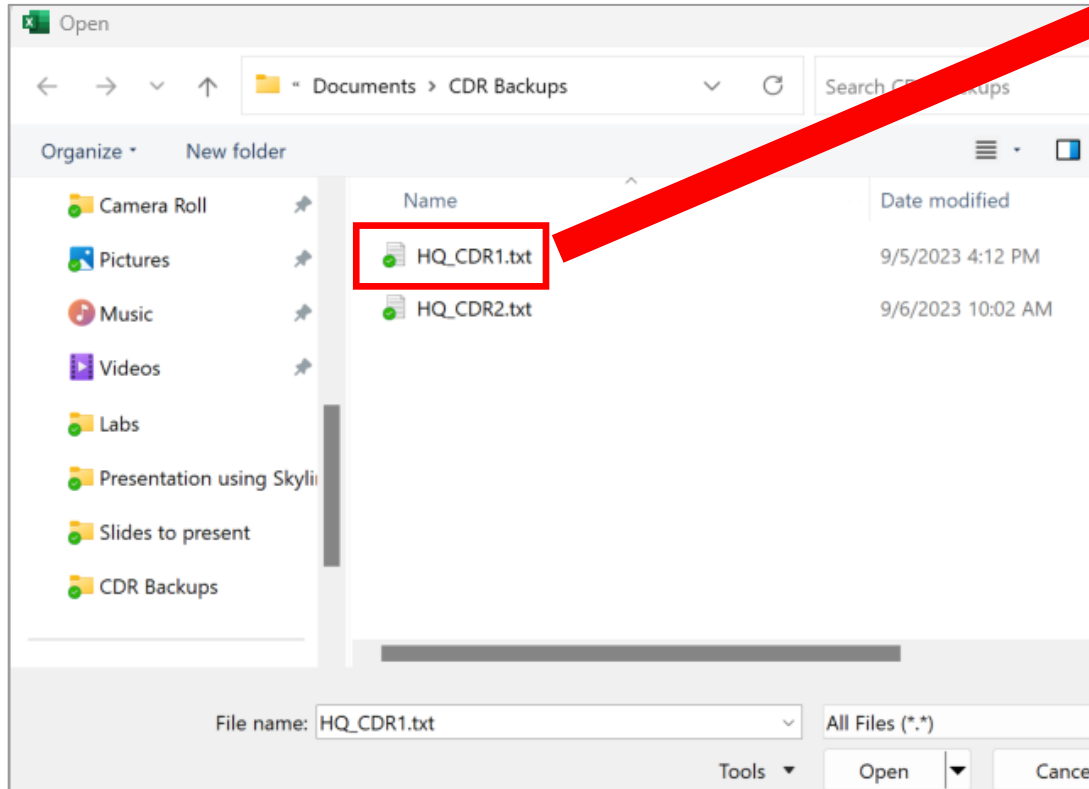 Open
« Documents > CDR Backups
Search
Organize
New folder
Name
Date modified
Camera Roll
Pictures
Music
Videos
Labs
Presentation using Skyli
Slides to present
CDR Backups
HQ_CDR1.txt 9/5/2023 4:12 PM
HQ_CDR2.txt 9/6/2023 10:02 AM
File name: HQ_CDR1.txt
All Files (*.*)
Tools
Open
Cance